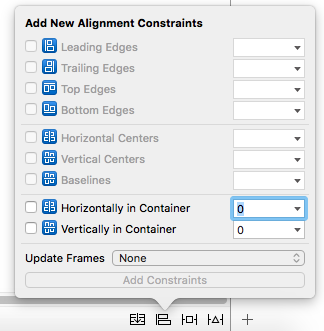 Add New Alignment Constraints
Leading Edges
Trailing Edges
Top Edges
Bottom Edges
Horizontal Centers
Vertical Centers
Baselines
Horizontally in Container 0
Vertically in Container 0
Update Frames None
Add Constraints